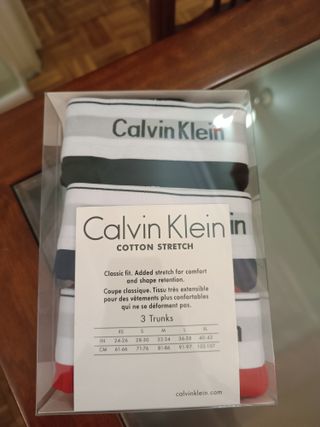 Calvin Klein
Calvin Klein
COTTON STRETCH
Classic fit. Added stretch for comfort
and shape retention.
Coupe classique. Tissu très extensible
pour des vêtements plus confortables
qui ne se déforment pas.
3 Trunks
XS S M L XL
IN 24-26 28-30 32-34 36-38 40-42
CM 61-66 71-76 81-86 91-97 102-107
calvinklein.com